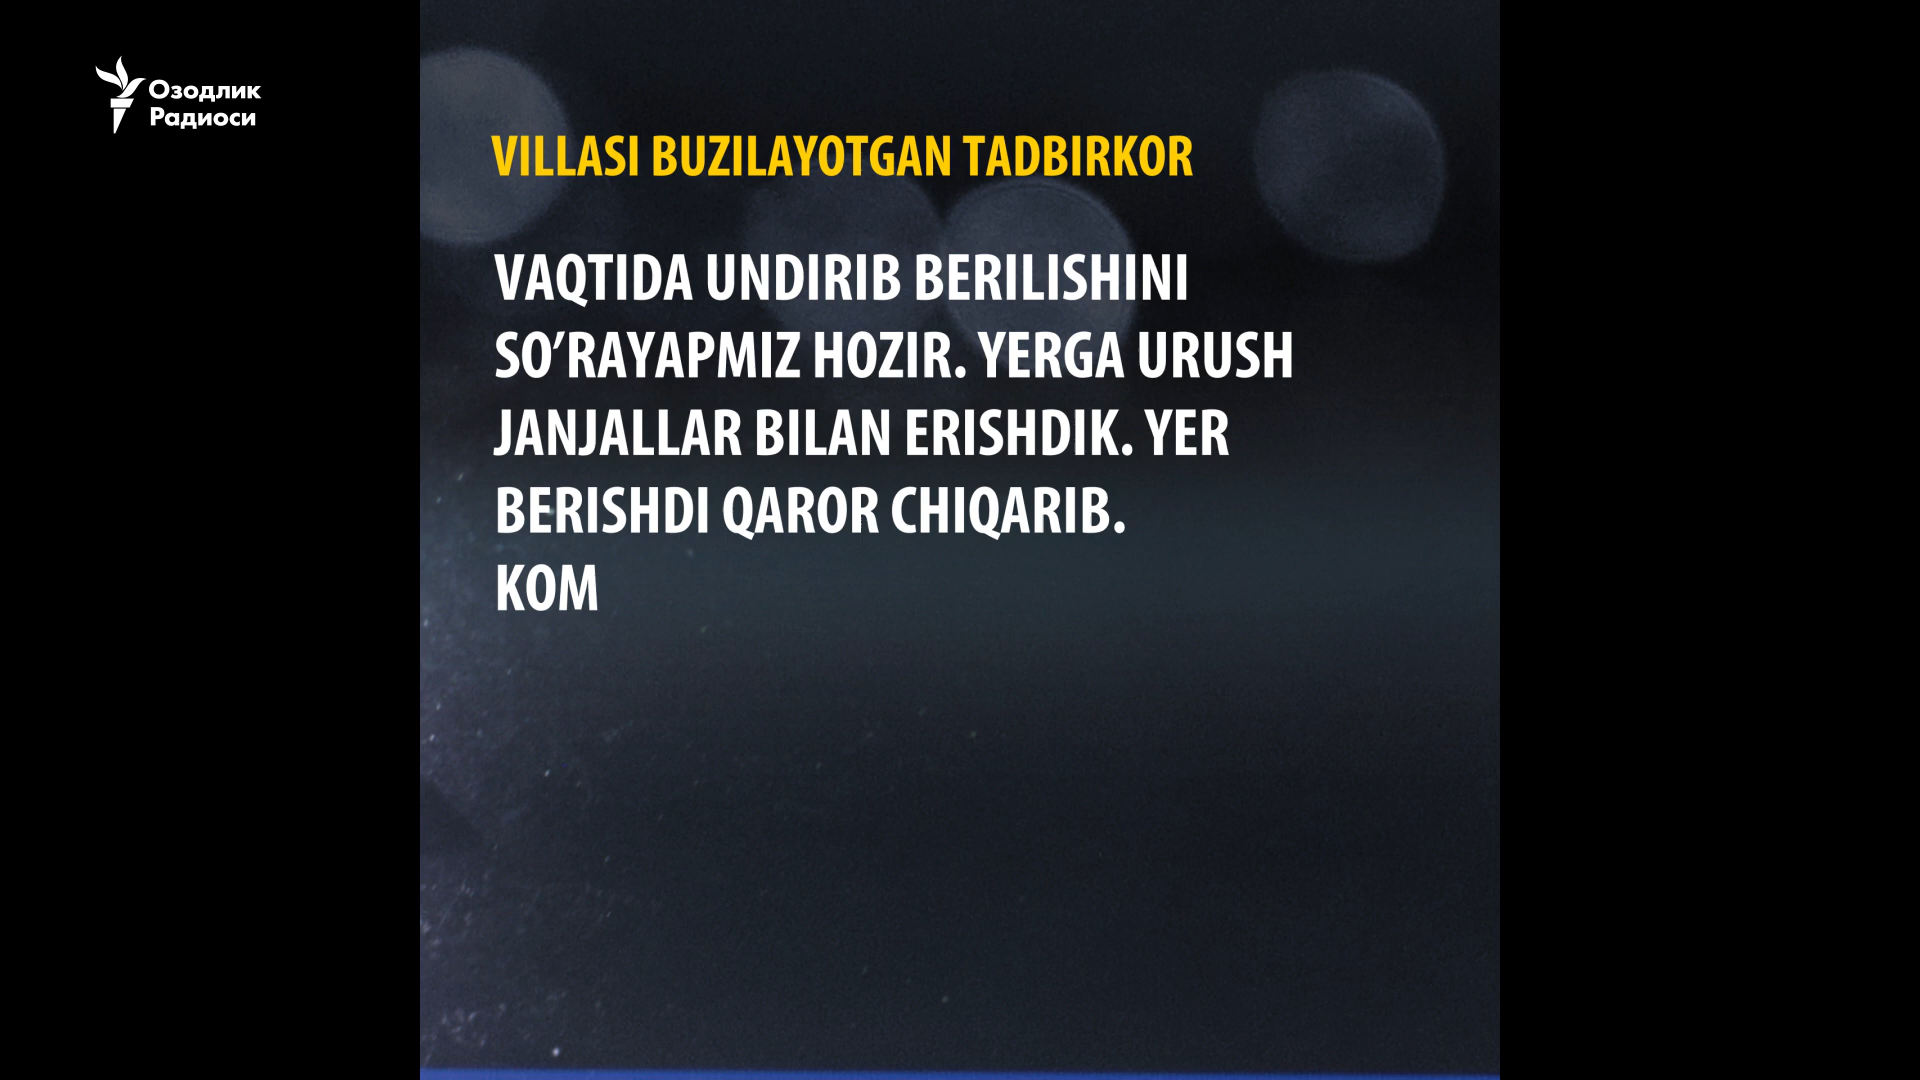 Озодлик
Радиоси
VILLASI BUZILAYOTGAN TADBIRKOR
VAQTIDA UNDIRIB BERILISHINI
SO’RAYAPMIZ HOZIR. YERGA URUSH
JANJALLAR BILAN ERISHDIK. YER
BERISHDI QAROR CHIQARIB.
KOM